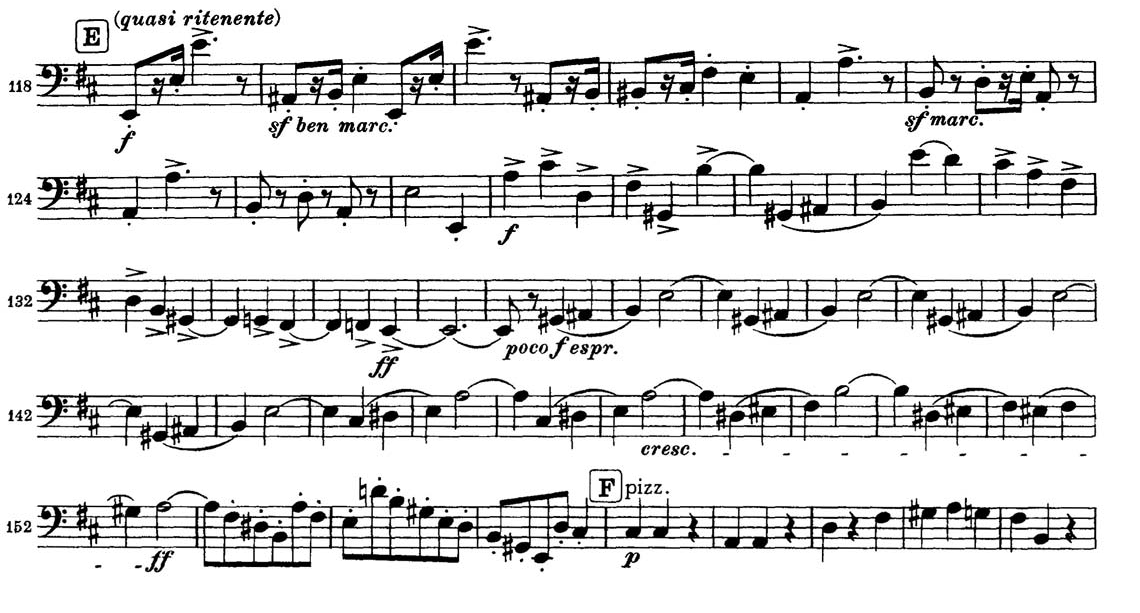 E (quasi ritenente)
118
f sf ben marc. sf marc.
124
f
132
ff poco f espr.
142
cresc. - - - - - -
F pizz.
152
- - ff p